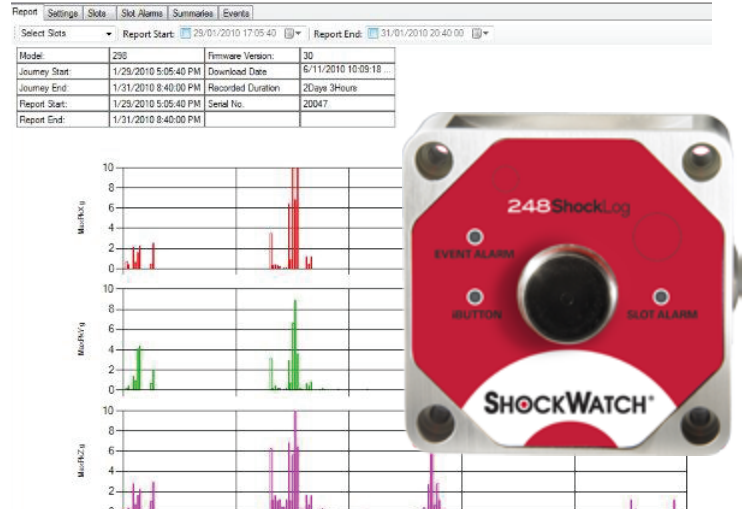 Report Settings Slots Slot Alarms Summaries Events
Select Slots Report Start: 29/01/2010 17:05:40 Report End: 31/01/2010 20:40:00
Model: 298 Firmware Version: 30
Journey Start: 1/29/2010 5:05:40 PM Download Date 6/11/2010 10:09:18 ...
Journey End: 1/31/2010 8:40:00 PM Recorded Duration 2Days 3Hours
Report Start: 1/29/2010 5:05:40 PM Serial No. 20047
Report End: 1/31/2010 8:40:00 PM
10
8
6
4
2
0
MaxPkX g
10
8
6
4
2
0
MaxPkY g
10
8
6
4
2
0
MaxPkZ g
248ShockLog
EVENT ALARM
iBUTTON
SLOT ALARM
SHOCKWATCH